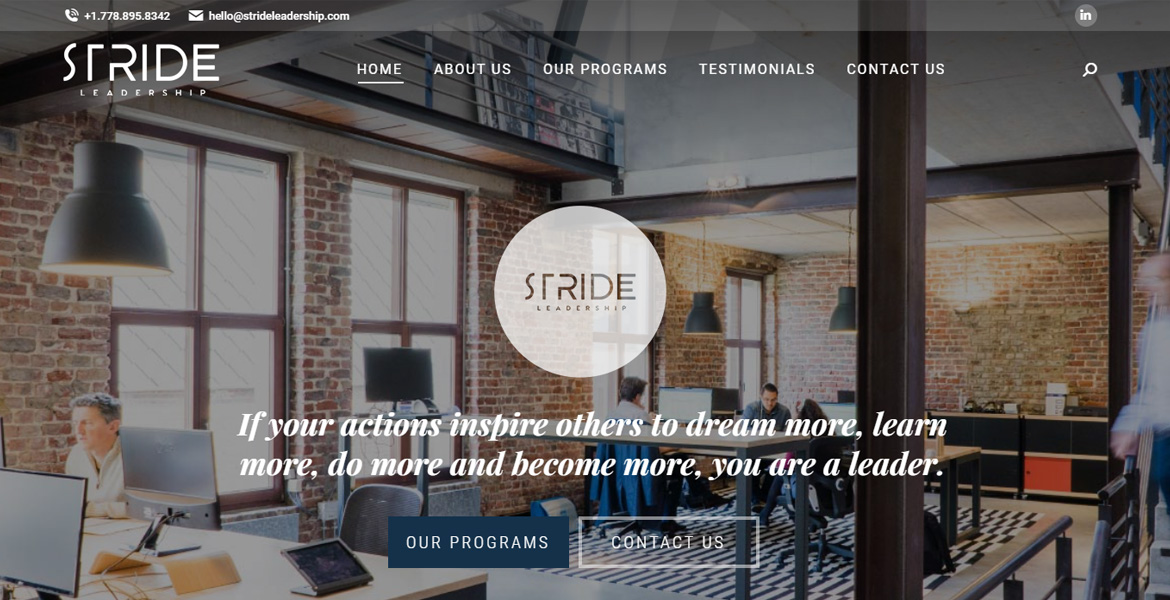 +1.778.895.8342 hello@strideleadership.com in
STRIDE
LEADERSHIP
HOME ABOUT US OUR PROGRAMS TESTIMONIALS CONTACT US
STRIDE
LEADERSHIP
If your actions inspire others to dream more, learn
more, do more and become more, you are a leader.
OUR PROGRAMS CONTACT US